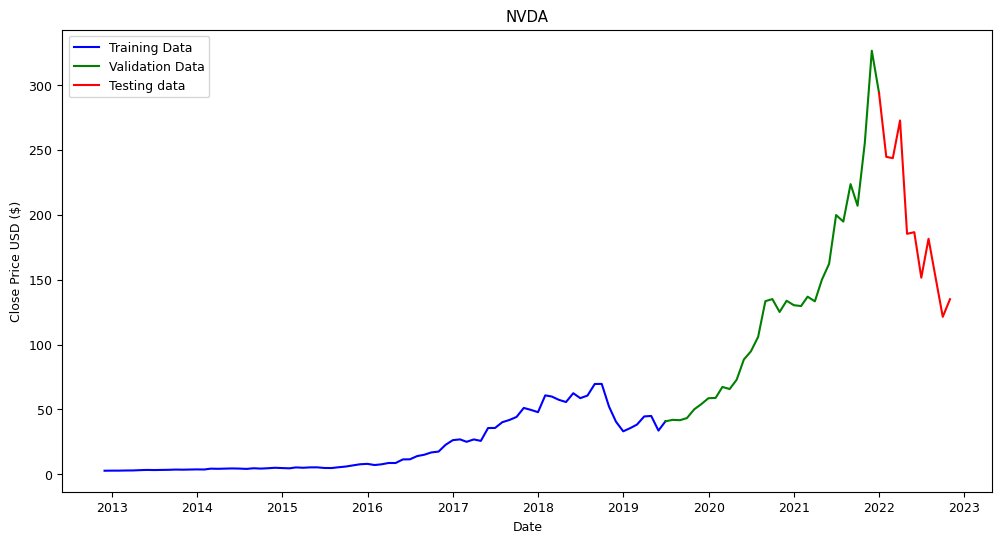 NVDA
Training Data
Validation Data
Testing data
Close Price USD ($)
300
250
200
150
100
50
0
2013 2014 2015 2016 2017 2018 2019 2020 2021 2022 2023
Date